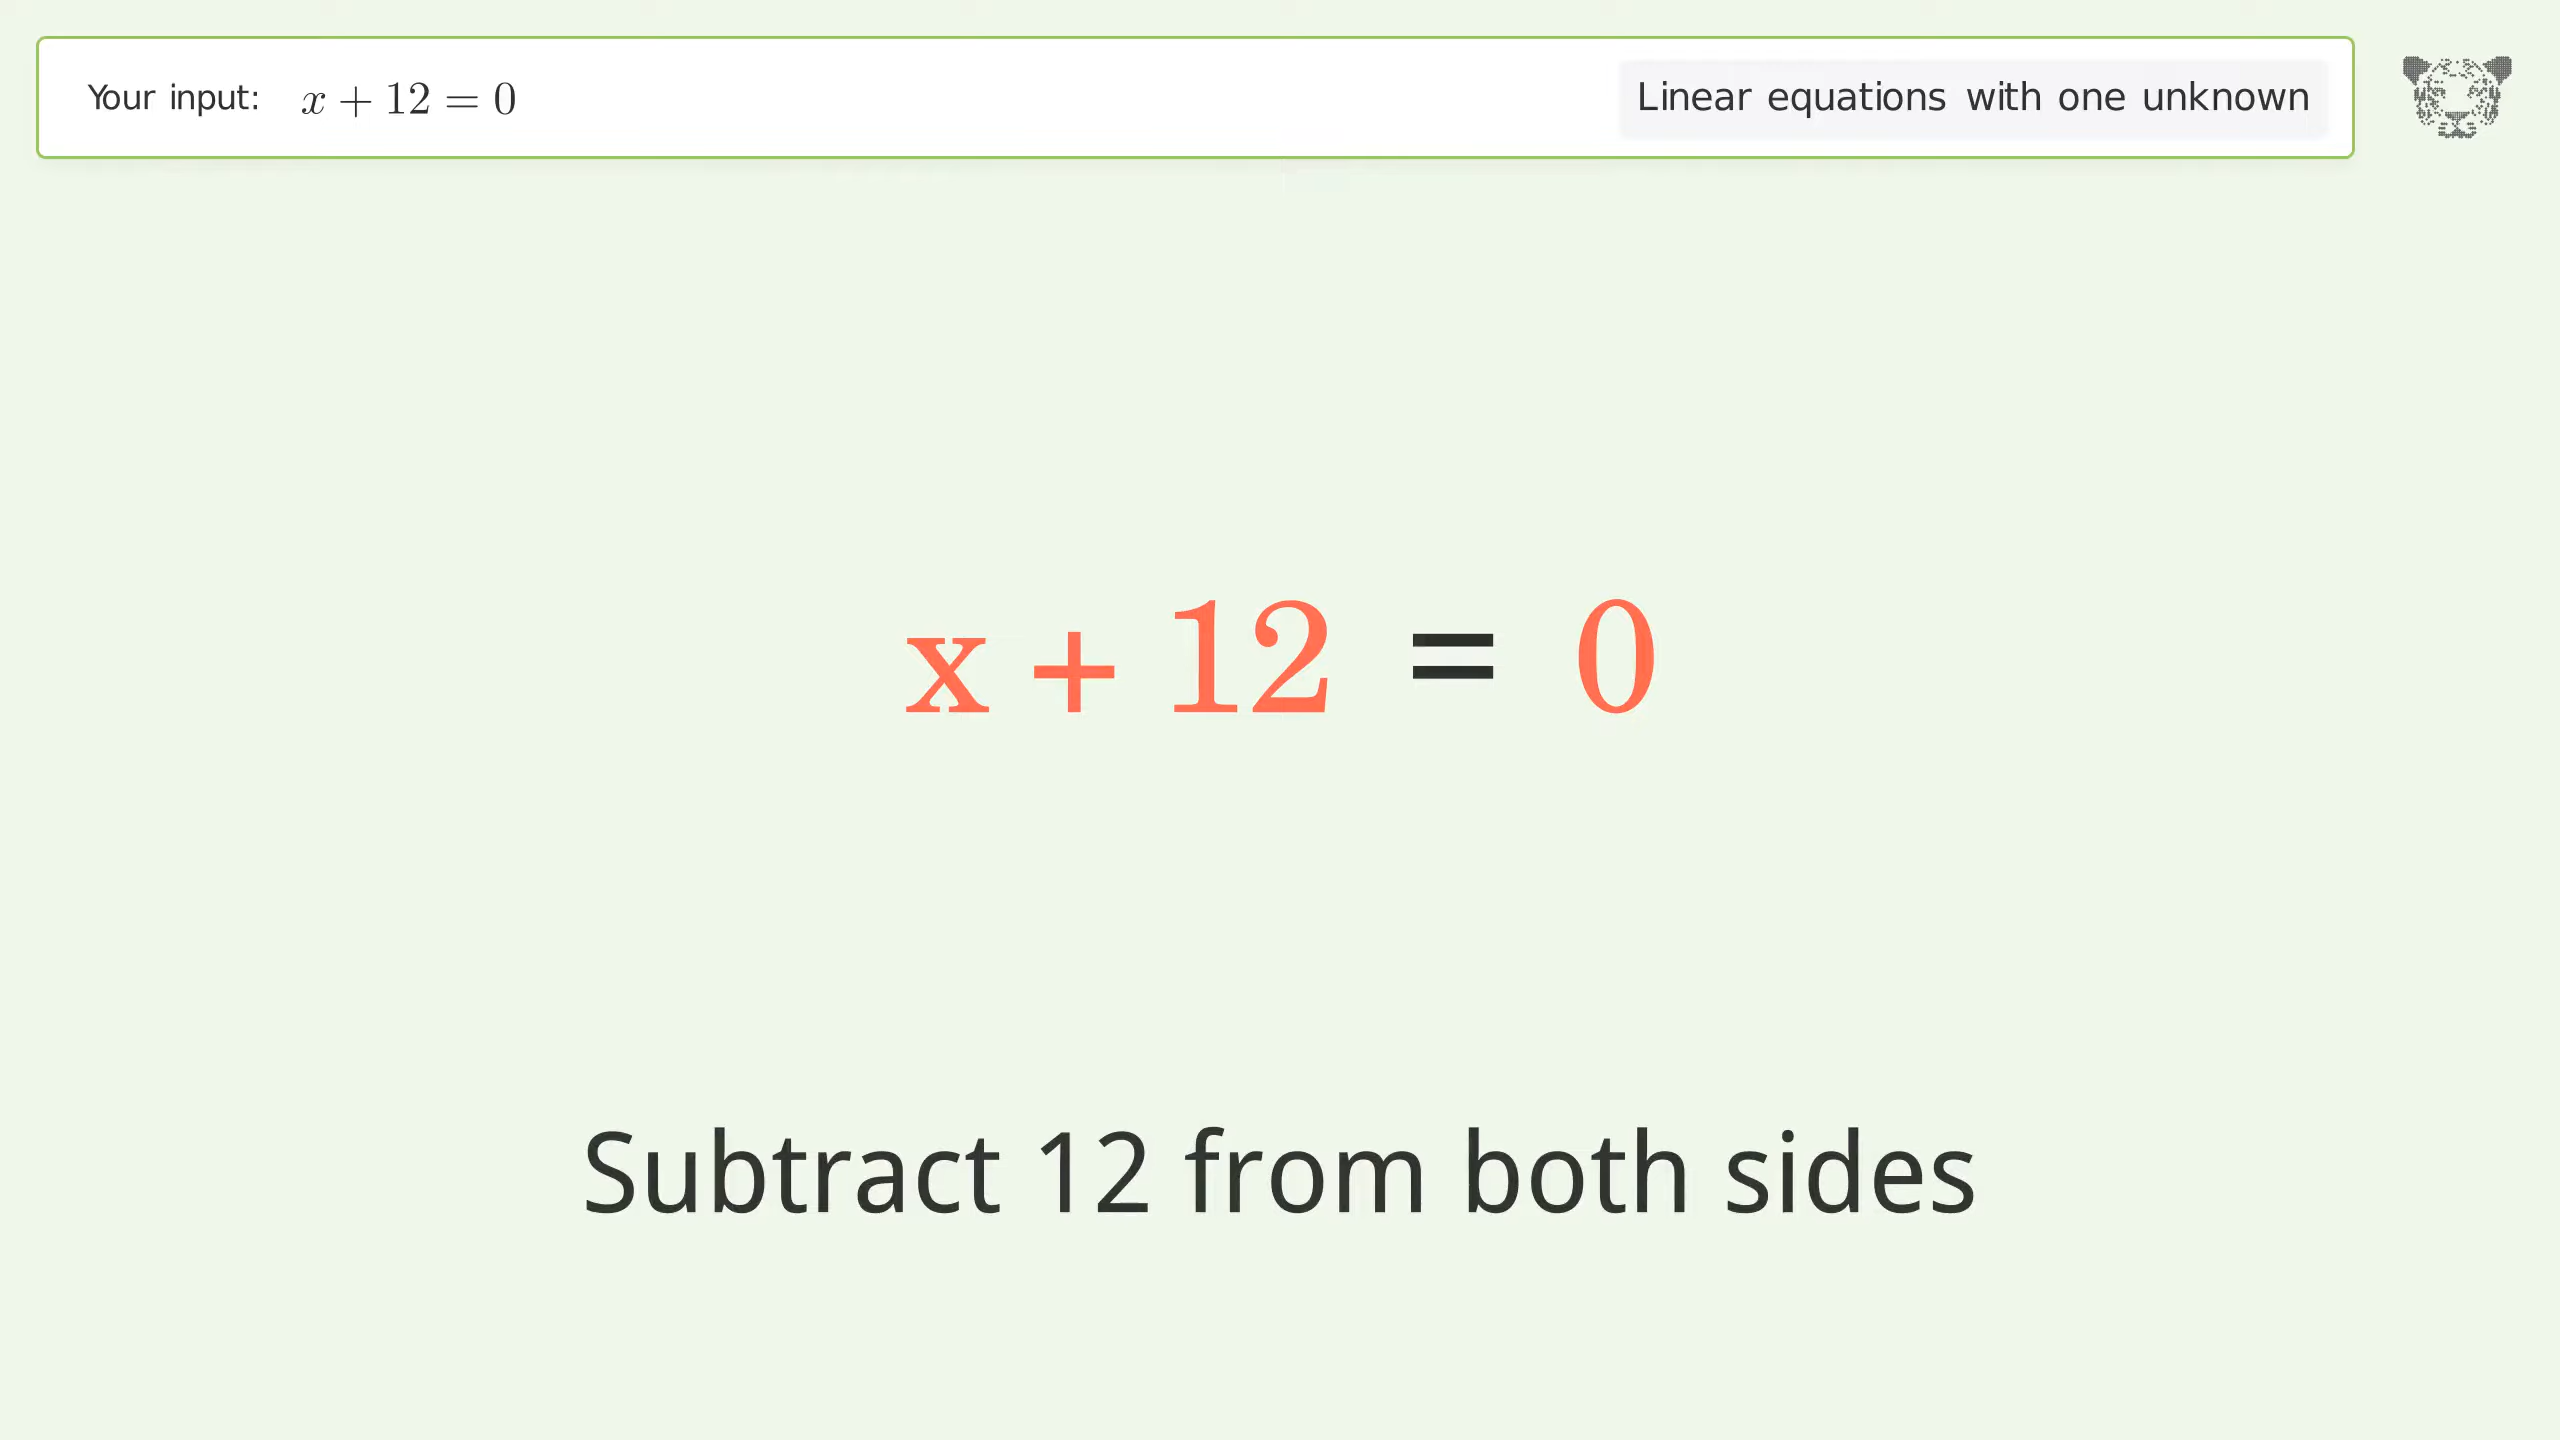 Your input: x + 12 = 0
Linear equations with one unknown
x + 12 = 0
Subtract 12 from both sides